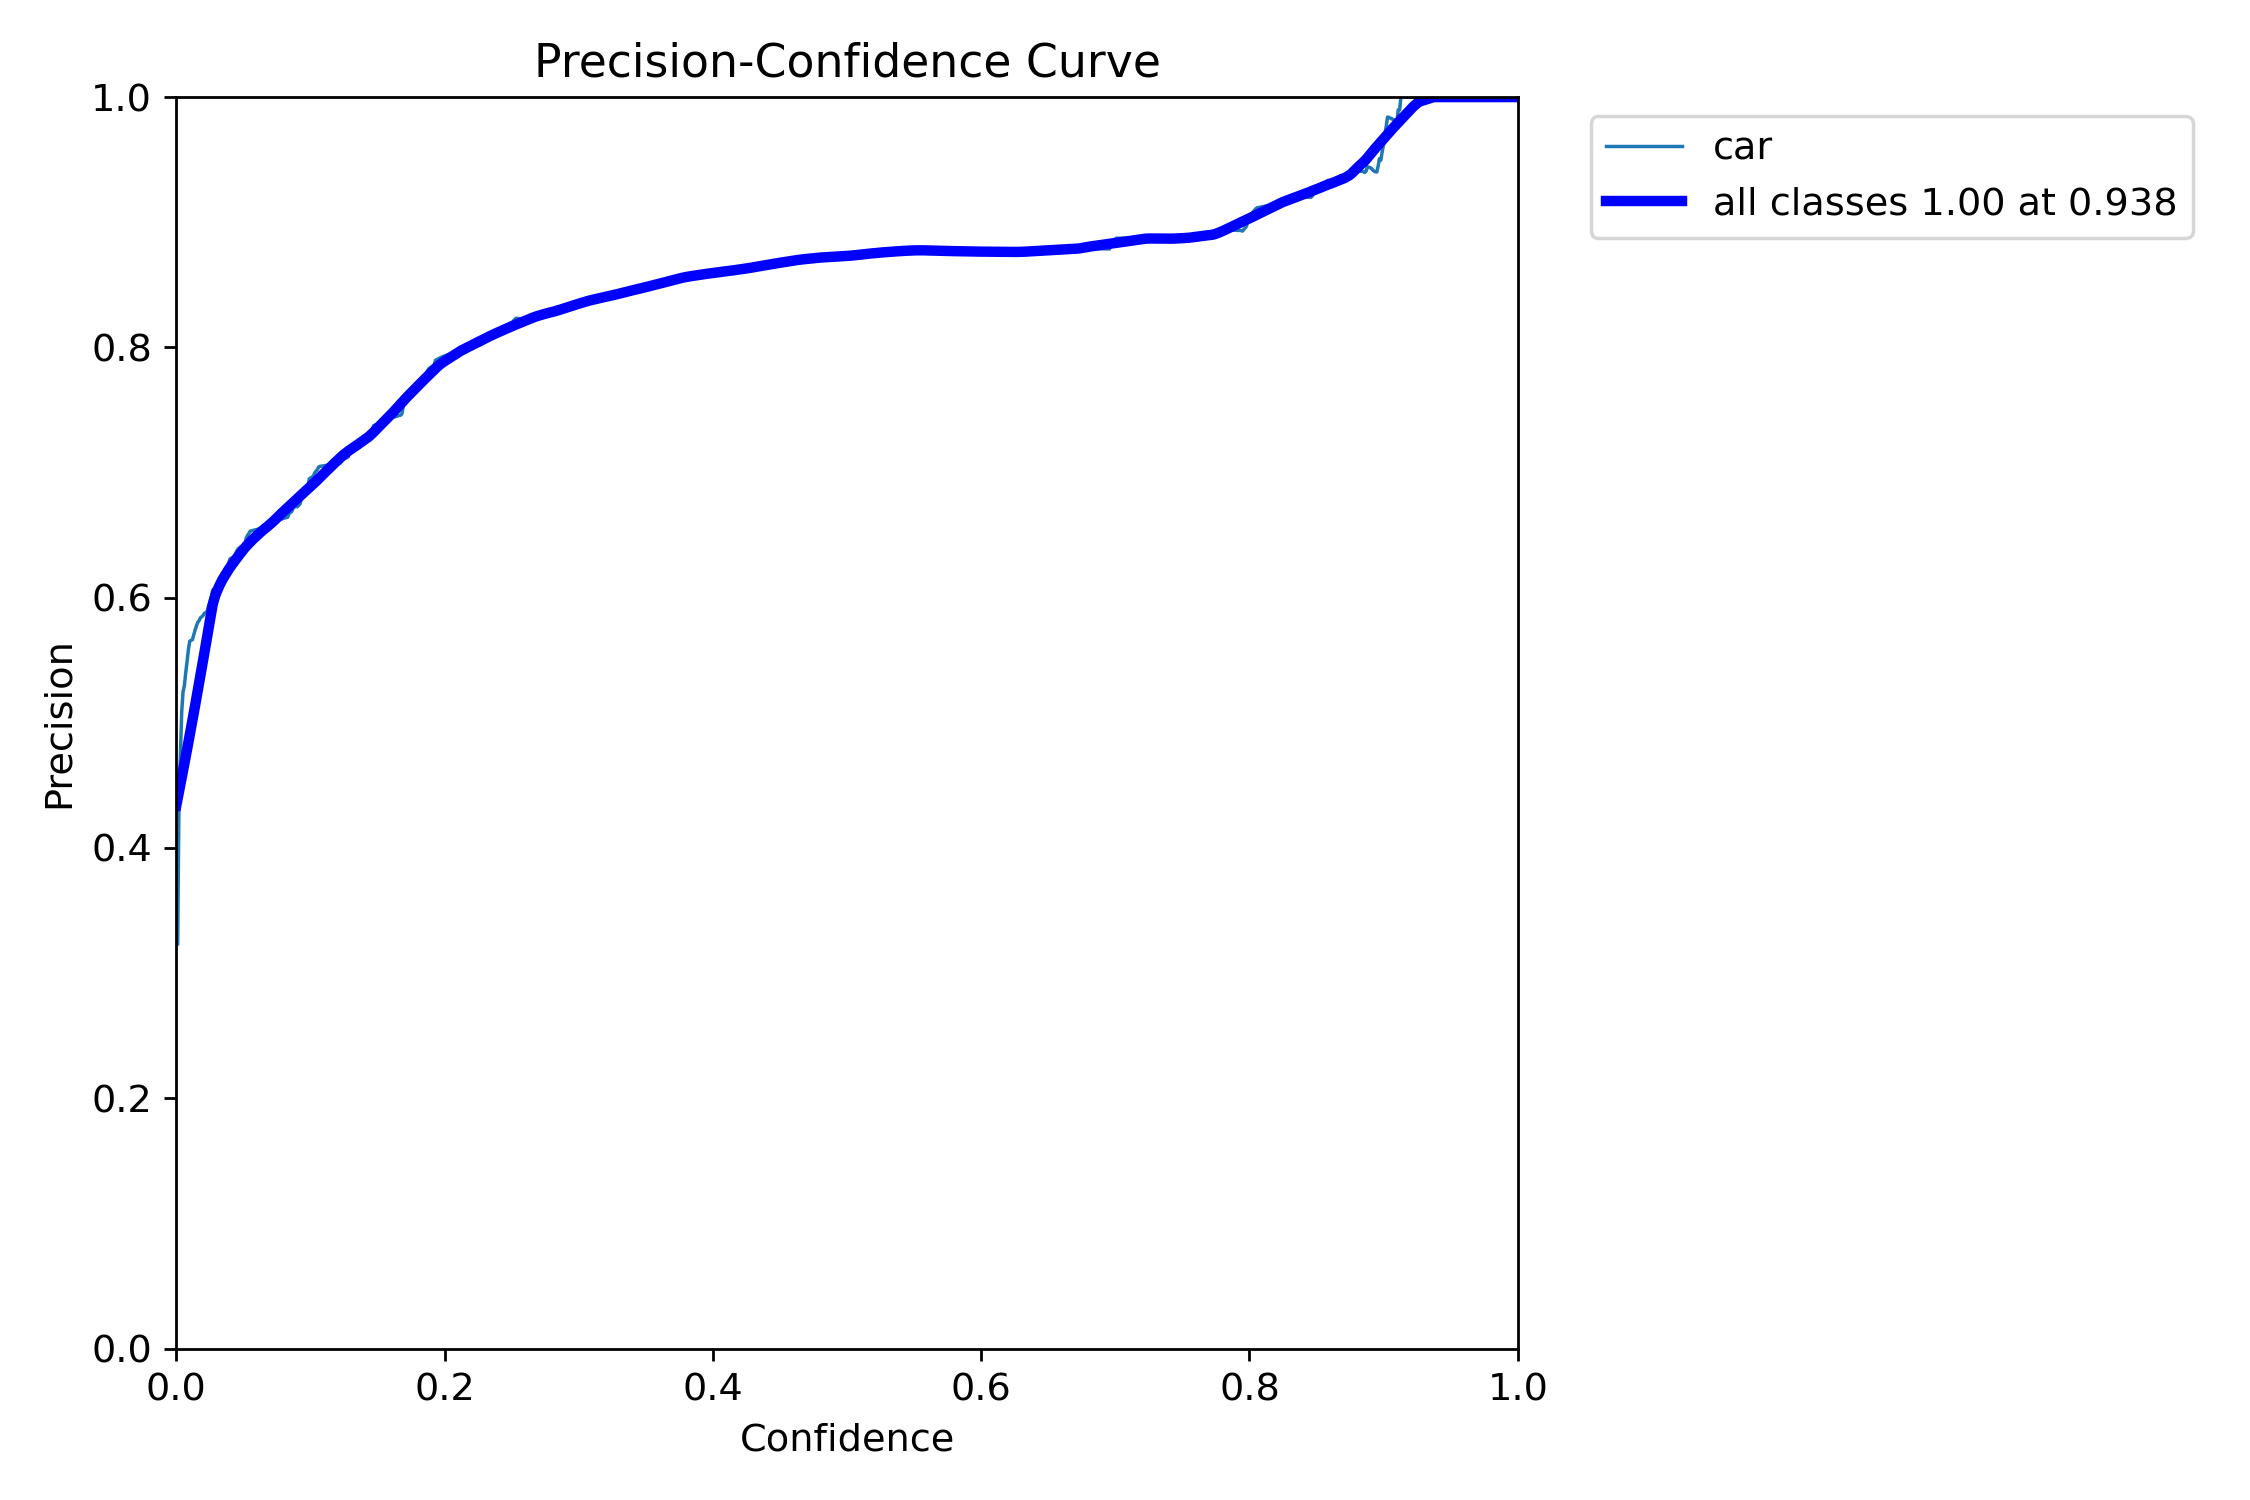 Precision-Confidence Curve
car
all classes 1.00 at 0.938
Precision
1.0
0.8
0.6
0.4
0.2
0.0
0.0 0.2 0.4 0.6 0.8 1.0
Confidence